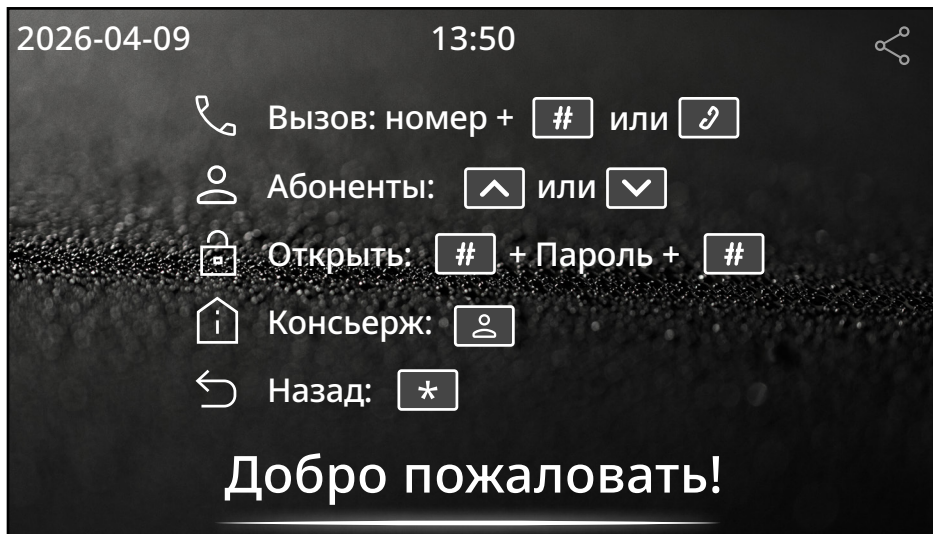 2026-04-09 13:50
Вызов: номер + # или
Абоненты: или
Открыть: # + Пароль + #
Консьерж:
Назад: *
Добро пожаловать!